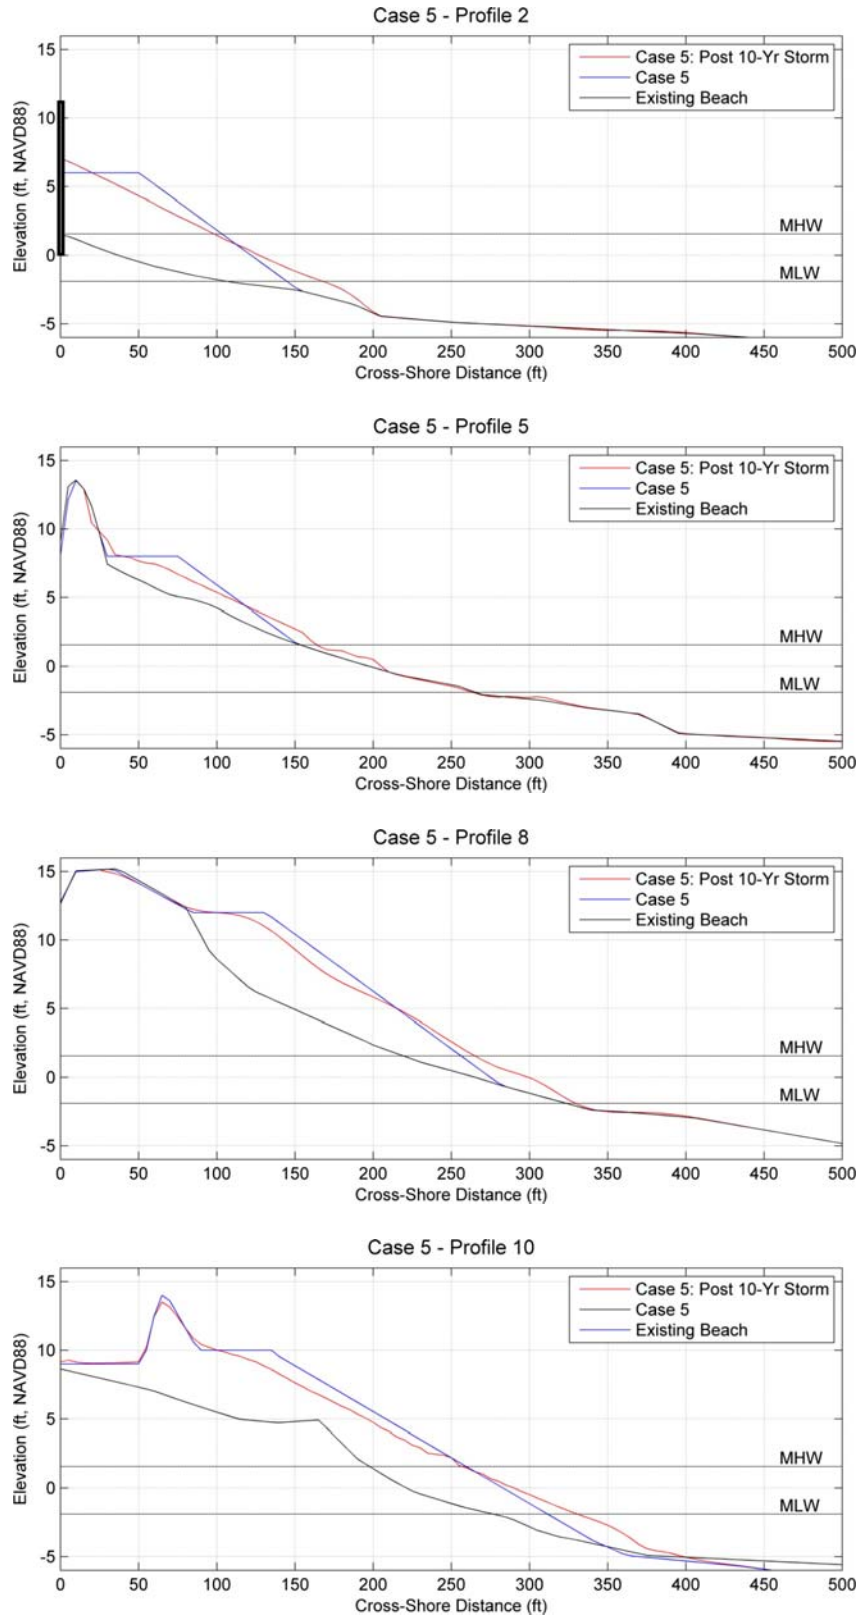 Case 5 - Profile 2
Elevation (ft, NAVD88)
15
10
5
0
-5
Case 5: Post 10-Yr Storm
Case 5
Existing Beach
MHW
MLW
0 50 100 150 200 250 300 350 400 450 500
Cross-Shore Distance (ft)
Case 5 - Profile 5
Elevation (ft, NAVD88)
15
10
5
0
-5
Case 5: Post 10-Yr Storm
Case 5
Existing Beach
MHW
MLW
0 50 100 150 200 250 300 350 400 450 500
Cross-Shore Distance (ft)
Case 5 - Profile 8
Elevation (ft, NAVD88)
15
10
5
0
-5
Case 5: Post 10-Yr Storm
Case 5
Existing Beach
MHW
MLW
0 50 100 150 200 250 300 350 400 450 500
Cross-Shore Distance (ft)
Case 5 - Profile 10
Elevation (ft, NAVD88)
15
10
5
0
-5
Case 5: Post 10-Yr Storm
Case 5
Existing Beach
MHW
MLW
0 50 100 150 200 250 300 350 400 450 500
Cross-Shore Distance (ft)